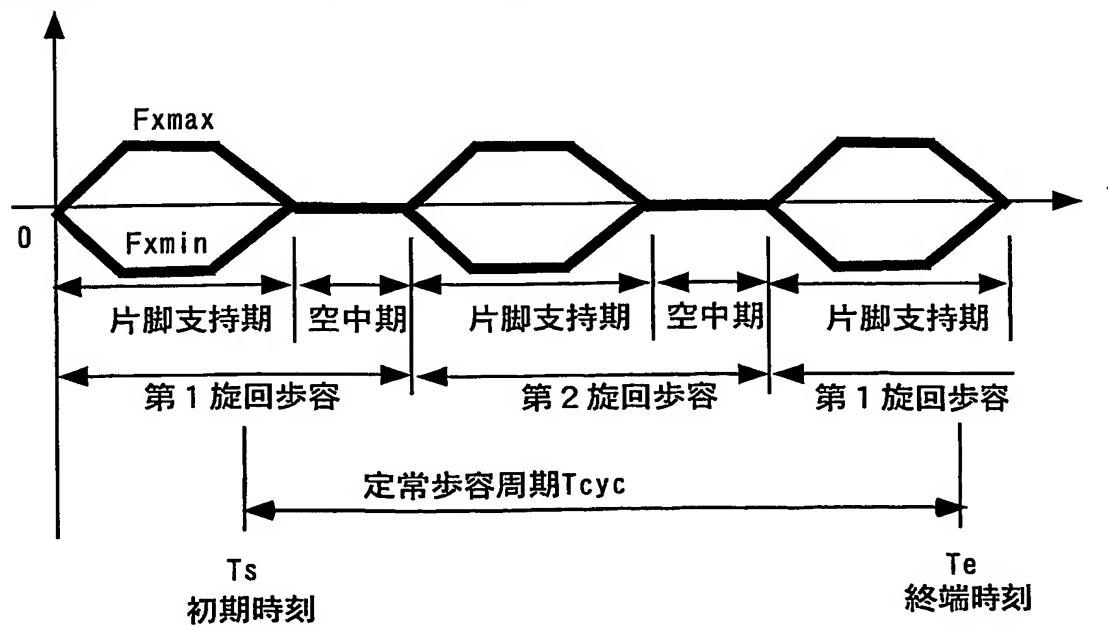 Fxmax
0
Fxmin
片脚支持期 空中期 片脚支持期 空中期 片脚支持期
第1旋回歩容 第2旋回歩容 第1旋回歩容
定常歩容周期Tcyc
Ts
初期時刻
Te
終端時刻